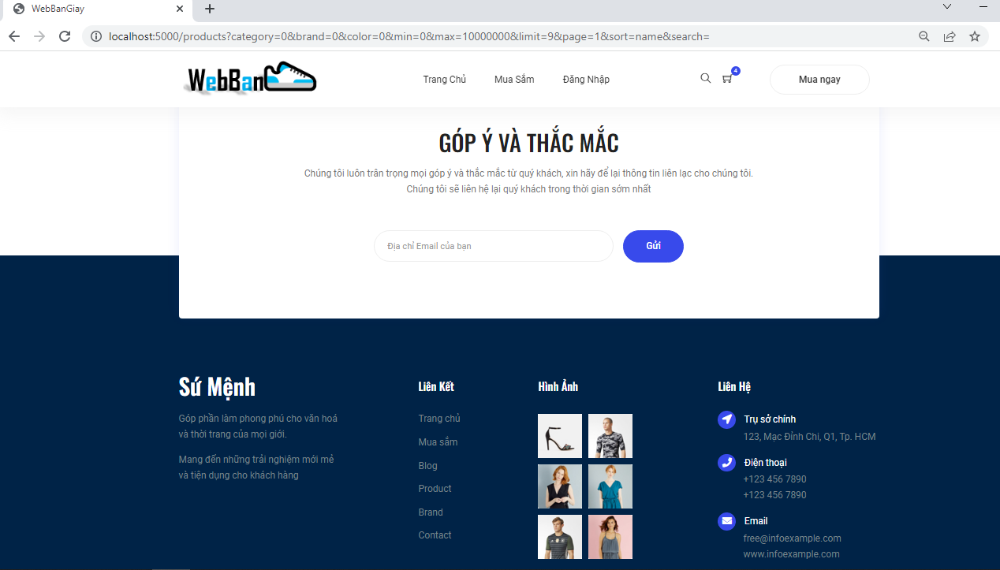 WebBanGiay
localhost:5000/products?category=0&brand=0&color=0&min=0&max=10000000&limit=9&page=1&sort=name&search=
WebBan
Trang Chủ
Mua Sắm
Đăng Nhập
4
Mua ngay
GÓP Ý VÀ THẮC MẮC
Chúng tôi luôn trân trọng mọi góp ý và thắc mắc từ quý khách, xin hãy để lại thông tin liên lạc cho chúng tôi.
Chúng tôi sẽ liên hệ lại quý khách trong thời gian sớm nhất
Địa chỉ Email của bạn
Gửi
Sứ Mệnh
Góp phần làm phong phú cho văn hoá
và thời trang của mọi giới.
Mang đến những trải nghiệm mới mẻ
và tiện dụng cho khách hàng
Liên Kết
Trang chủ
Mua sắm
Blog
Product
Brand
Contact
Hình Ảnh
Liên Hệ
Trụ sở chính
123, Mạc Đỉnh Chi, Q1, Tp. HCM
Điện thoại
+123 456 7890
+123 456 7890
Email
free@infoexample.com
www.infoexample.com